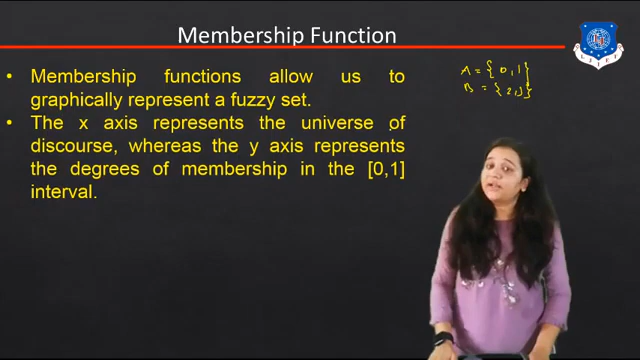 Membership Function
• Membership functions allow us to
graphically represent a fuzzy set.
• The x axis represents the universe of
discourse, whereas the y axis represents
the degrees of membership in the [0,1]
interval.
A = { 0, 1 }
B = { 2, 3 }